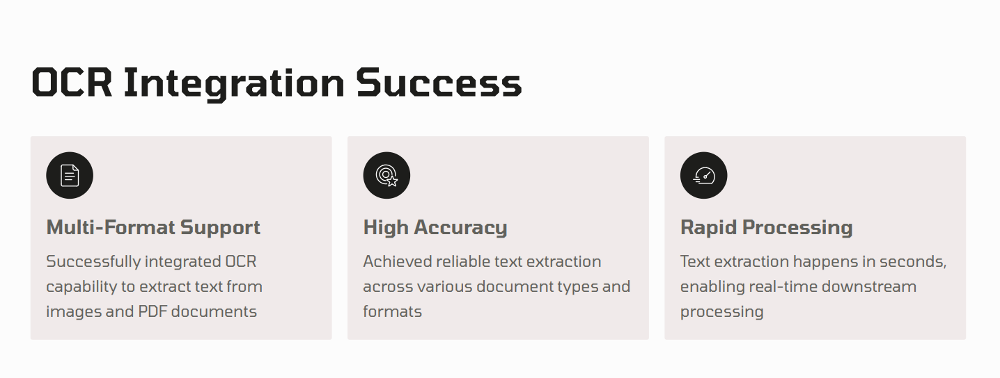 OCR Integration Success
Multi-Format Support
Successfully integrated OCR
capability to extract text from
images and PDF documents
High Accuracy
Achieved reliable text extraction
across various document types and
formats
Rapid Processing
Text extraction happens in seconds,
enabling real-time downstream
processing